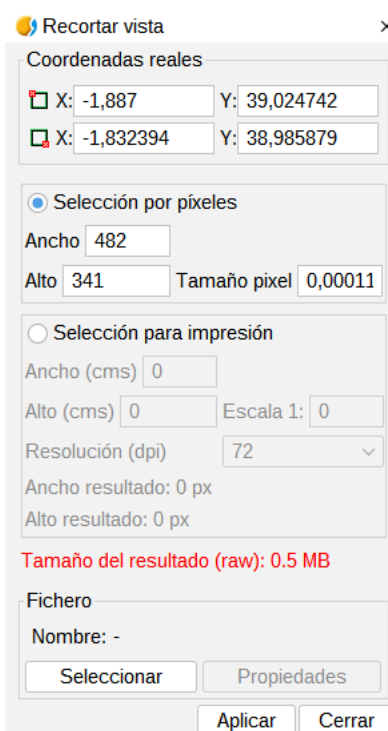 Recortar vista
Coordenadas reales
X: -1,887 Y: 39,024742
X: -1,832394 Y: 38,985879
Selección por píxeles
Ancho 482
Alto 341 Tamaño pixel 0,00011
Selección para impresión
Ancho (cms) 0
Alto (cms) 0 Escala 1: 0
Resolución (dpi) 72
Ancho resultado: 0 px
Alto resultado: 0 px
Tamaño del resultado (raw): 0.5 MB
Fichero
Nombre: -
Seleccionar Propiedades
Aplicar Cerrar